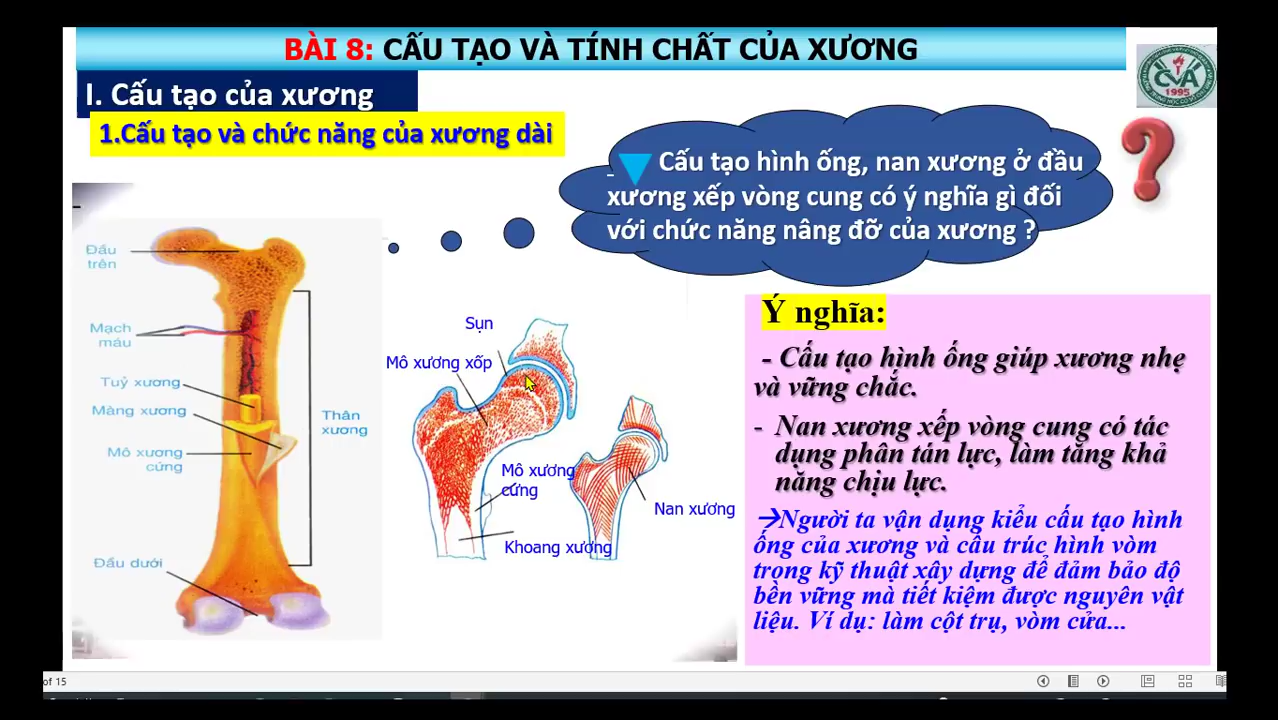 BÀI 8: CẤU TẠO VÀ TÍNH CHẤT CỦA XƯƠNG
I. Cấu tạo của xương
1.Cấu tạo và chức năng của xương dài
CVA
1995
Cấu tạo hình ống, nan xương ở đầu
xương xếp vòng cung có ý nghĩa gì đối
với chức năng nâng đỡ của xương ?
Đầu
trên
Mạch
máu
Tuỷ xương
Màng xương
Mô xương
cứng
Thân
xương
Đầu dưới
Sụn
Mô xương xốp
Mô xương
cứng
Khoang xương
Nan xương
Ý nghĩa:
- Cấu tạo hình ống giúp xương nhẹ
và vững chắc.
- Nan xương xếp vòng cung có tác
dụng phân tán lực, làm tăng khả
năng chịu lực.
→Người ta vận dụng kiểu cấu tạo hình
ống của xương và cấu trúc hình vòm
trong kỹ thuật xây dựng để đảm bảo độ
bền vững mà tiết kiệm được nguyên vật
liệu. Ví dụ: làm cột trụ, vòm cửa...
of 15